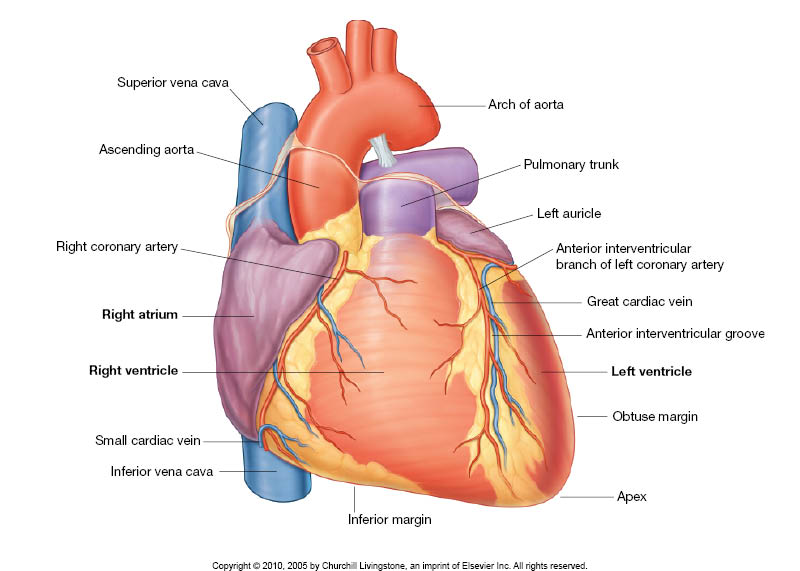 Superior vena cava
Arch of aorta
Ascending aorta
Pulmonary trunk
Left auricle
Right coronary artery
Anterior interventricular
branch of left coronary artery
Great cardiac vein
Right atrium
Anterior interventricular groove
Right ventricle
Left ventricle
Obtuse margin
Small cardiac vein
Inferior vena cava
Apex
Inferior margin
Copyright © 2010, 2005 by Churchill Livingstone, an imprint of Elsevier Inc. All rights reserved.